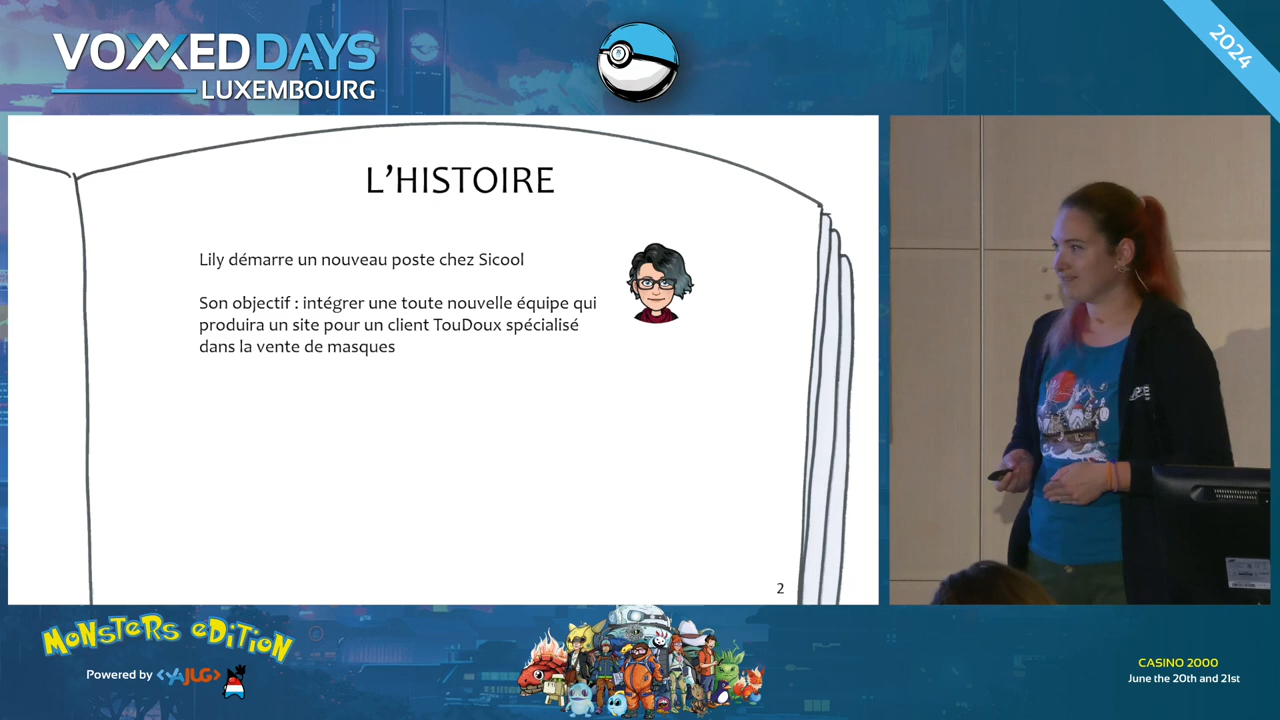 VOXXED DAYS
LUXEMBOURG
2024
L'HISTOIRE
Lily démarre un nouveau poste chez Sicool
Son objectif : intégrer une toute nouvelle équipe qui
produira un site pour un client TouDoux spécialisé
dans la vente de masques
2
MONSTERS EDITION
Powered by <YAJUG>
CASINO 2000
June the 20th and 21st